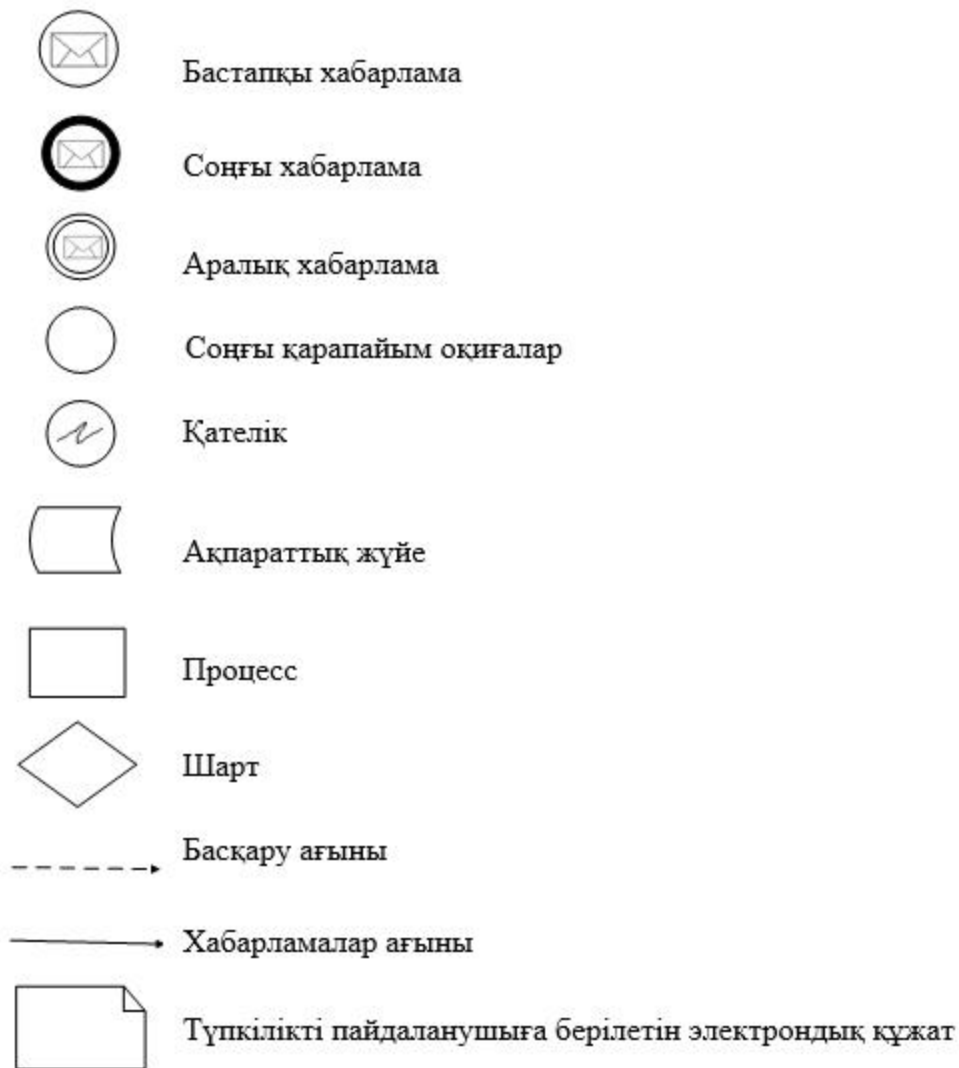 Бастапқы хабарлама
Соңғы хабарлама
Аралық хабарлама
Соңғы қарапайым оқиғалар
Қателік
Ақпараттық жүйе
Процесс
Шарт
Басқару ағыны
Хабарламалар ағыны
Түпкілікті пайдаланушыға берілетін электрондық құжат